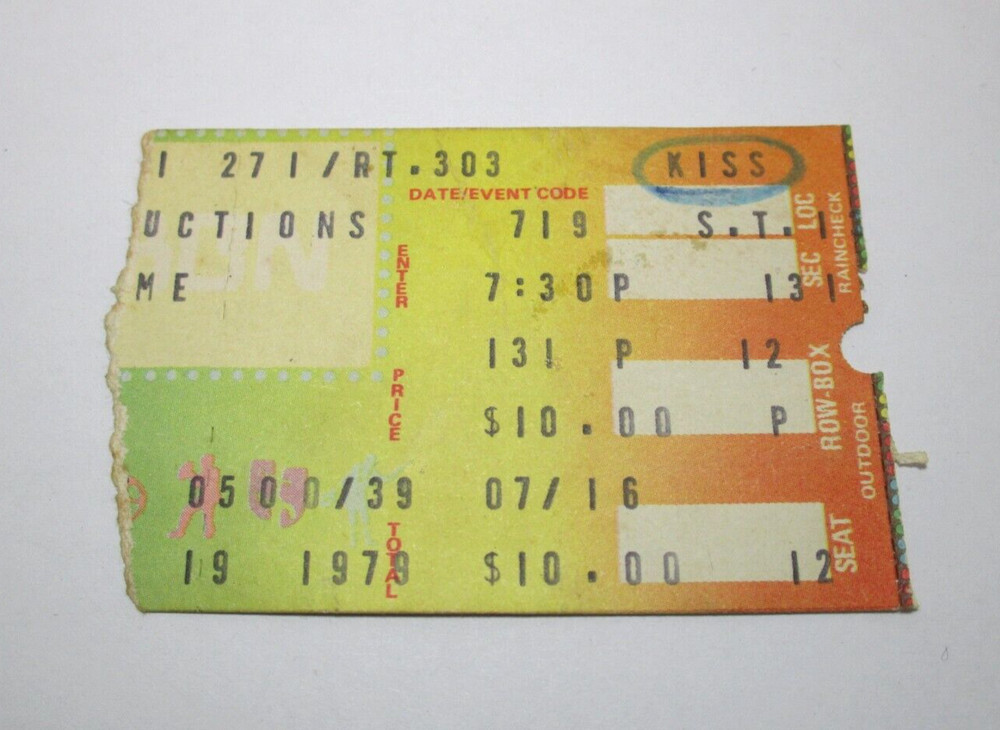 I 271/RT.303 KISS
DATE/EVENT CODE
UCTIONS 719 S.T.1
LOC
ENTER
ME 7:30P 131
SEC
RAINCHECK
131 P 12
PRICE
ROW-BOX
$10.00 P
OUTDOOR
0500/39 07/16
TOTAL
SEAT
19 1979 $10.00 12